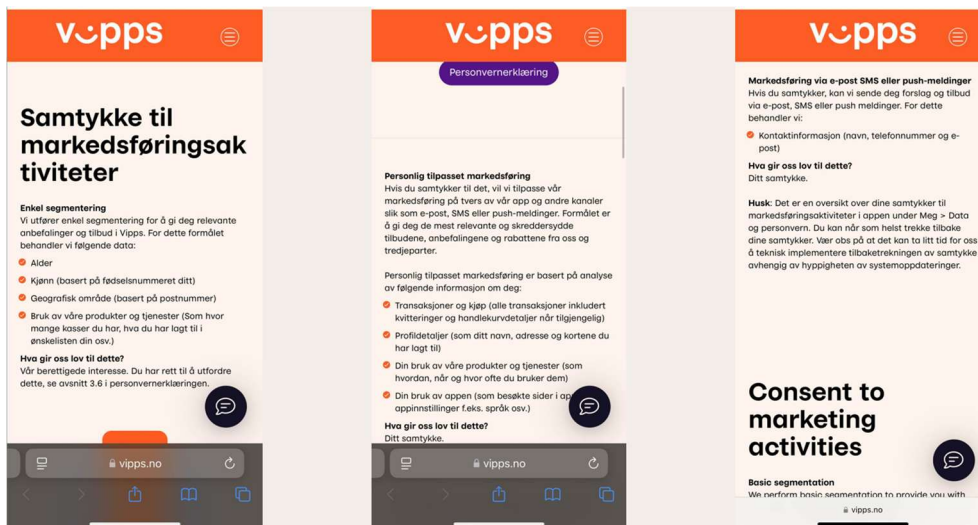 vipps
Samtykke til
markedsføringsak
tiviteter
Enkel segmentering
Vi utfører enkel segmentering for å gi deg relevante
anbefalinger og tilbud i Vipps. For dette formålet
behandler vi følgende data:
Alder
Kjønn (basert på fødselsnummeret ditt)
Geografisk område (basert på postnummer)
Bruk av våre produkter og tjenester (Som hvor
mange kasser du har, hva du har lagt til i
ønskelisten din osv.)
Hva gir oss lov til dette?
Vår berettigede interesse. Du har rett til å utfordre
dette, se avsnitt 3.6 i personvernerklæringen.
vipps.no
vipps
Personvernerklæring
Personlig tilpasset markedsføring
Hvis du samtykker til det, vil vi tilpasse vår
markedsføring på tvers av vår app og andre kanaler
slik som e-post, SMS eller push-meldinger. Formålet er
å gi deg de mest relevante og skreddersydde
tilbudene, anbefalingene og rabattene fra oss og
tredjeparter.
Personlig tilpasset markedsføring er basert på analyse
av følgende informasjon om deg:
Transaksjoner og kjøp (alle transaksjoner inkludert
kvitteringer og handlekurvdetaljer når tilgjengelig)
Profildetaljer (som ditt navn, adresse og kortene du
har lagt til)
Din bruk av våre produkter og tjenester (som
hvordan, når og hvor ofte du bruker dem)
Din bruk av appen (som besøkte sider i
appinnstillinger f.eks. språk osv.)
Hva gir oss lov til dette?
Ditt samtykke.
vipps.no
vipps
Markedsføring via e-post SMS eller push-meldinger
Hvis du samtykker, kan vi sende deg forslag og tilbud
via e-post, SMS eller push meldinger. For dette
behandler vi:
Kontaktinformasjon (navn, telefonnummer og e-
post)
Hva gir oss lov til dette?
Ditt samtykke.
Husk: Det er en oversikt over dine samtykker til
markedsføringsaktiviteter i appen under Meg > Data
og personvern. Du kan når som helst trekke tilbake
dine samtykker. Vær obs på at det kan ta litt tid for oss
å teknisk implementere tilbaketrekningen av samtykke
avhengig av hyppigheten av systemoppdateringer.
Consent to
marketing
activities
Basic segmentation
We perform basic segmentation to provide you with
vipps.no